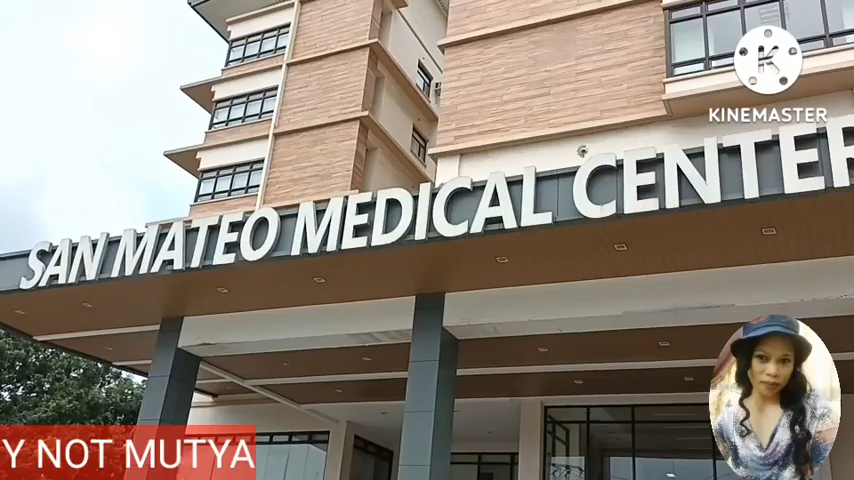 K
KINEMASTER
SAN MATEO MEDICAL CENTER
Y NOT MUTYA